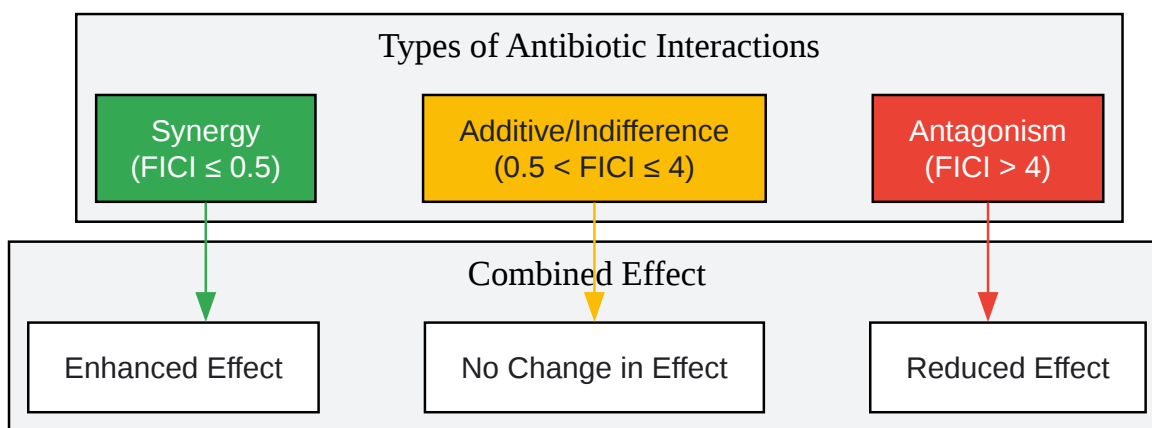 Types of Antibiotic Interactions
Synergy
(FICI ≤ 0.5)
Additive/Indifference
(0.5 < FICI ≤ 4)
Antagonism
(FICI > 4)
Combined Effect
Enhanced Effect
No Change in Effect
Reduced Effect